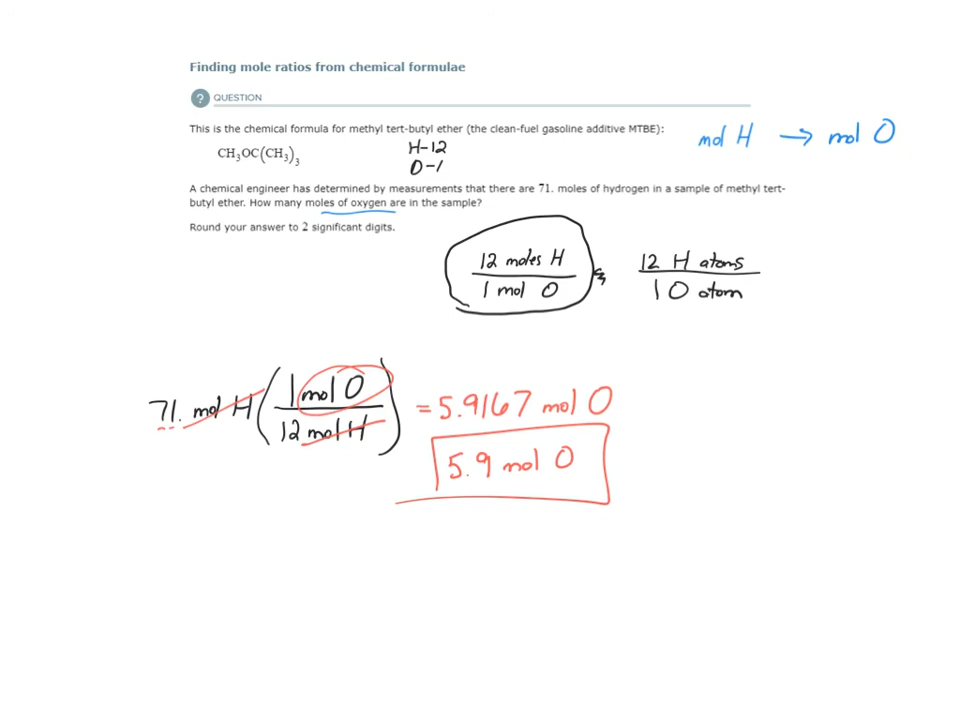 Finding mole ratios from chemical formulae
? QUESTION
This is the chemical formula for methyl tert-butyl ether (the clean-fuel gasoline additive MTBE):
mol H → mol O
CH₃OC(CH₃)₃
H-12
O-1
A chemical engineer has determined by measurements that there are 71. moles of hydrogen in a sample of methyl tert-
butyl ether. How many moles of oxygen are in the sample?
Round your answer to 2 significant digits.
12 moles H
1 mol O
12 H atoms
1 O atom
71. mol H (1 mol O / 12 mol H) = 5.9167 mol O
5.9 mol O